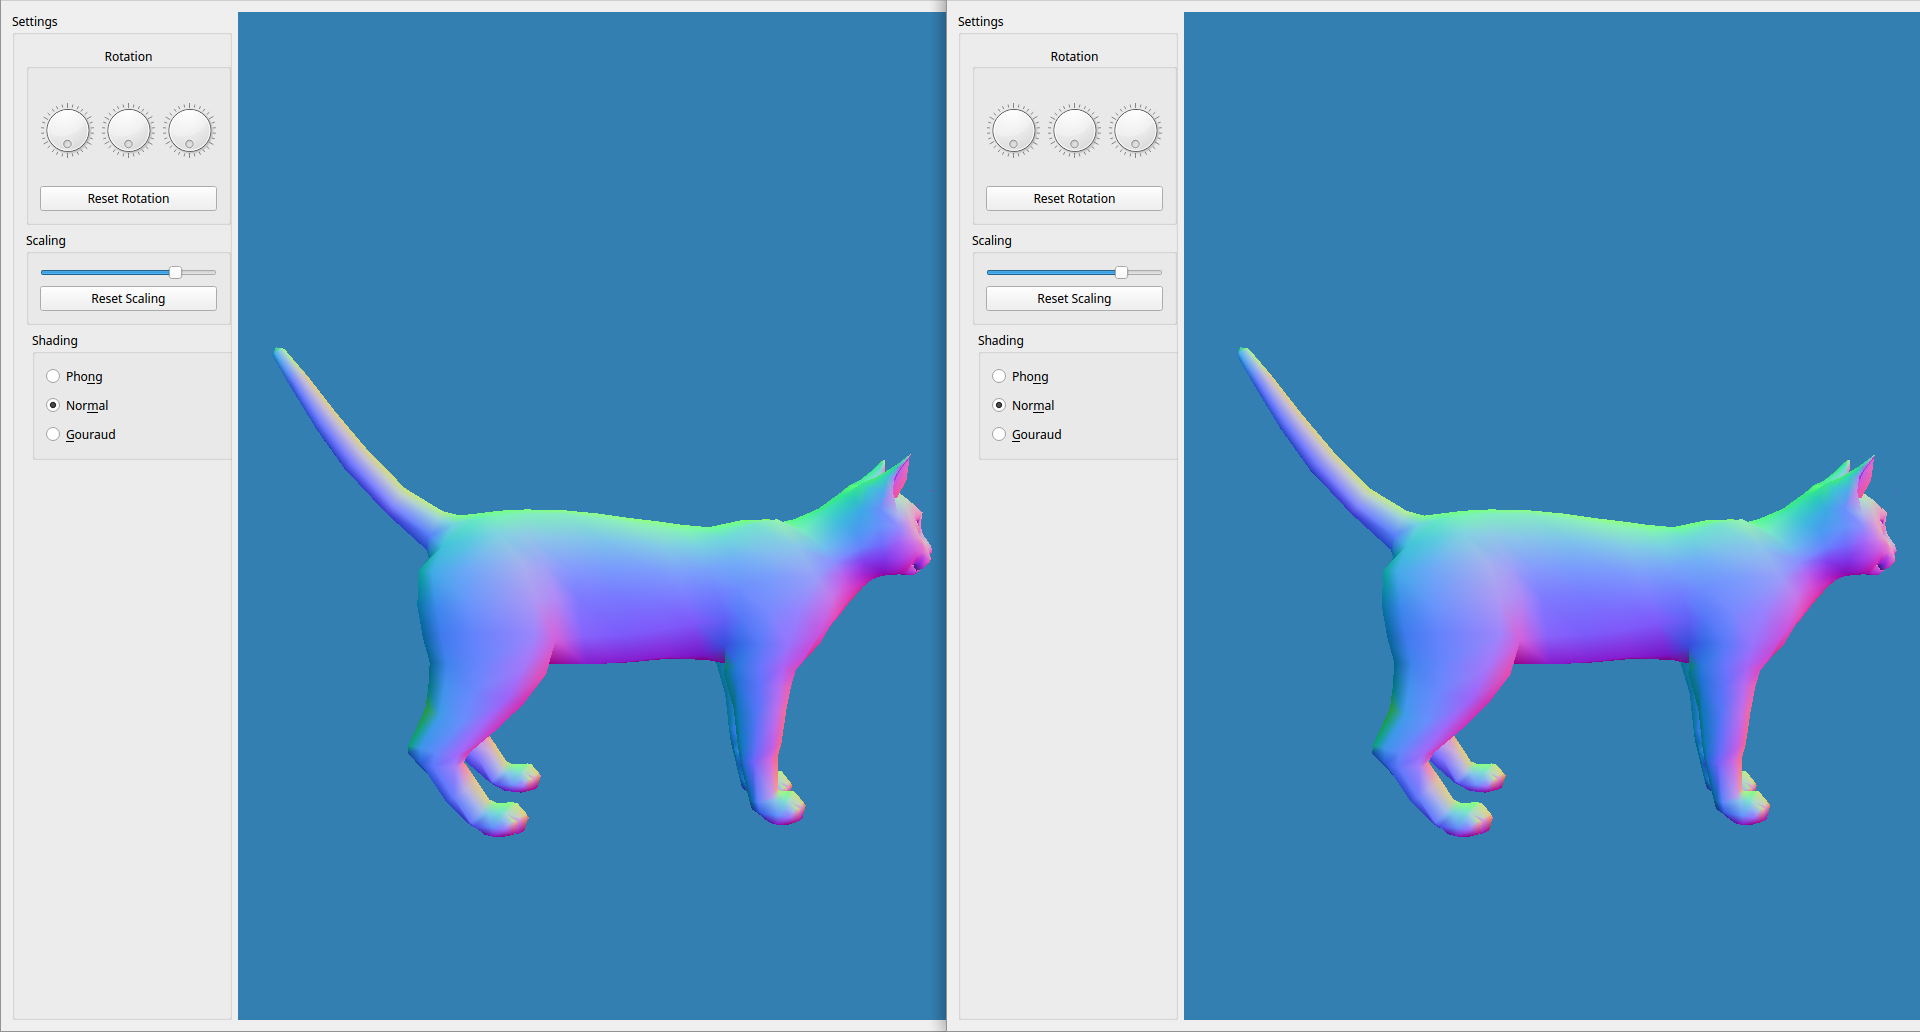 Settings
Rotation
Reset Rotation
Scaling
Reset Scaling
Shading
Phong
Normal
Gouraud
Settings
Rotation
Reset Rotation
Scaling
Reset Scaling
Shading
Phong
Normal
Gouraud